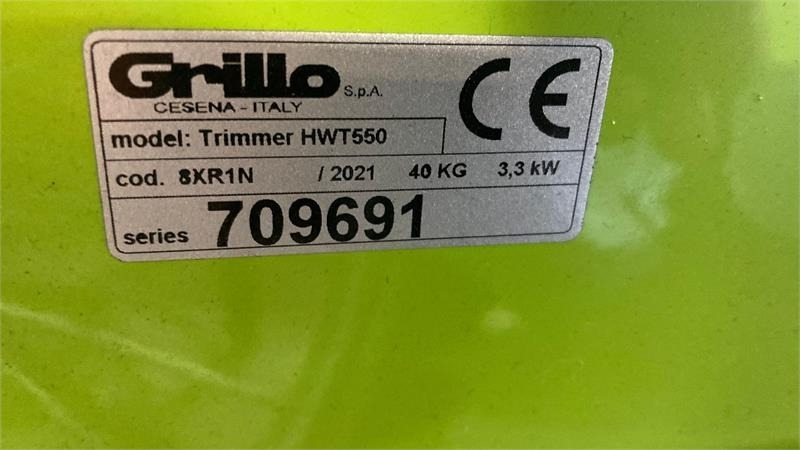 Grillo S.p.A.
CESENA - ITALY
CE
model: Trimmer HWT550
cod. 8XR1N / 2021 40 KG 3,3 kW
series 709691